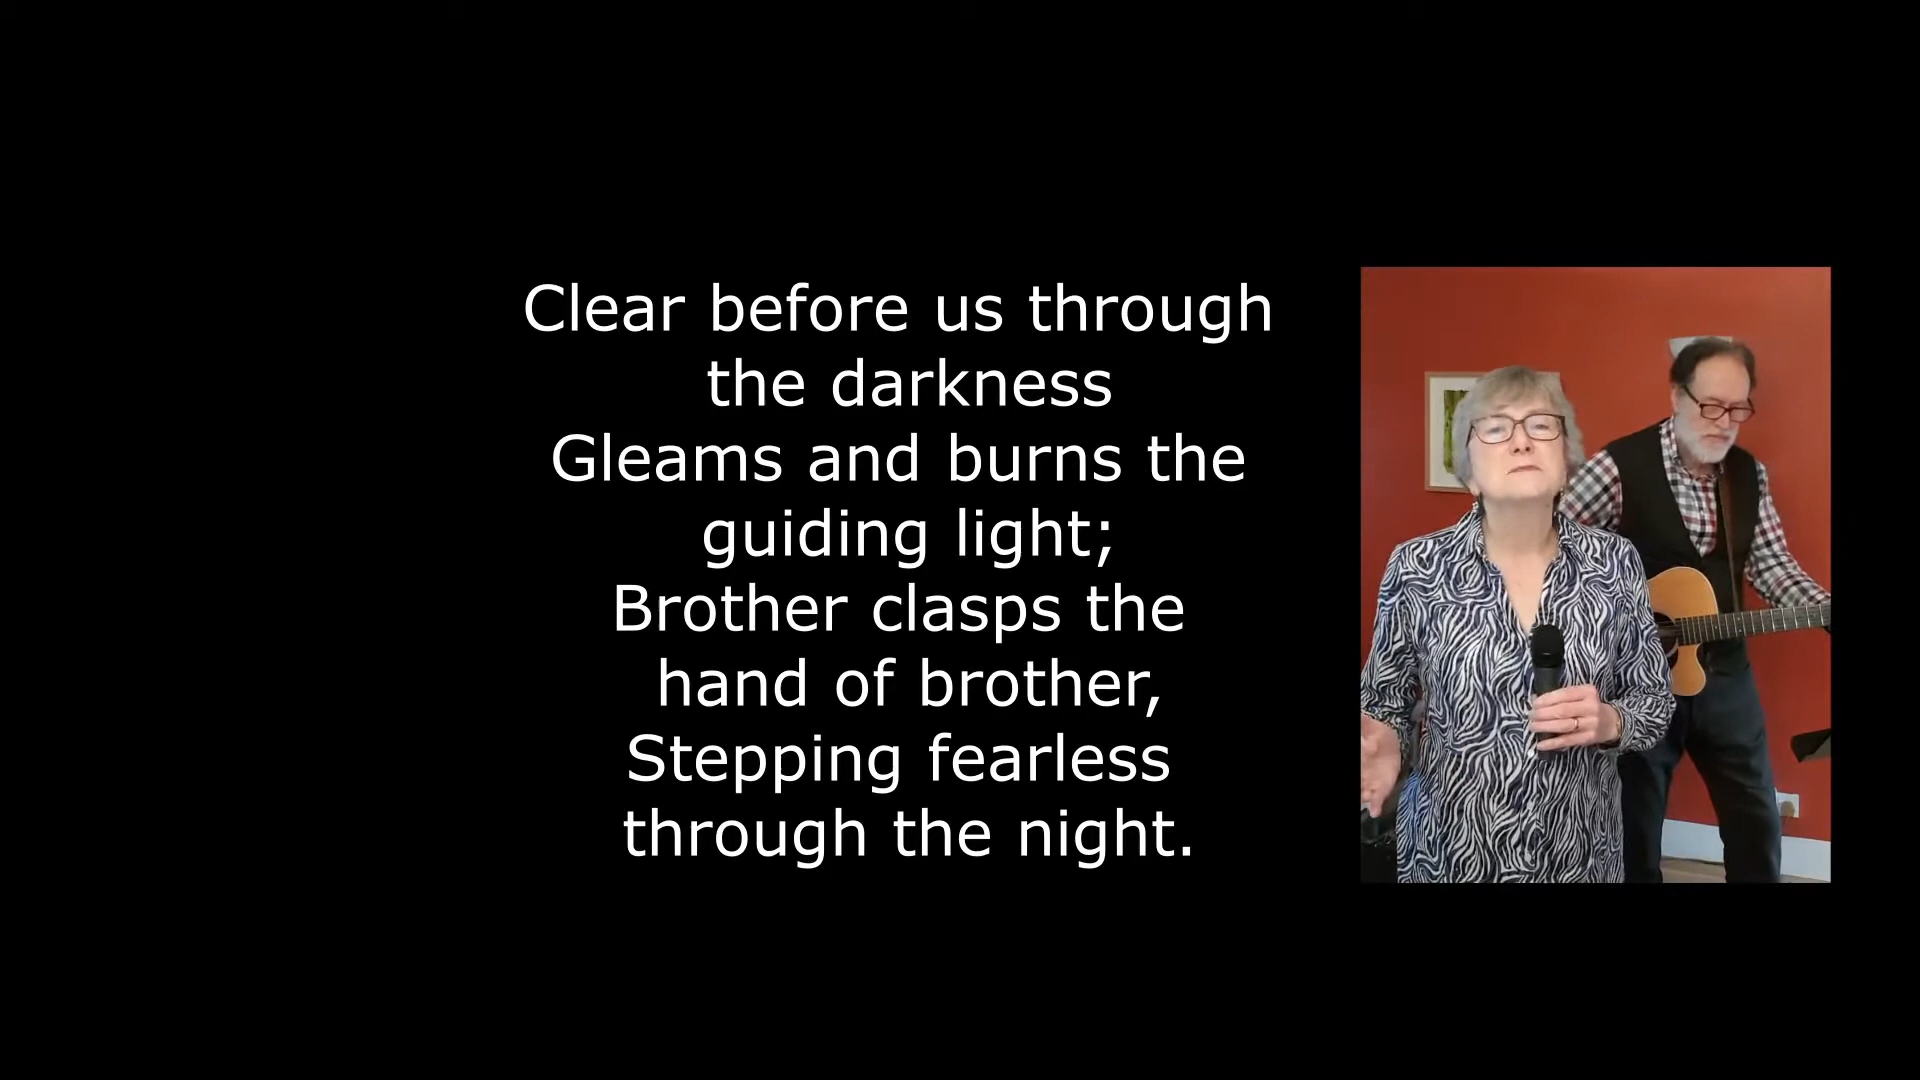 Clear before us through
the darkness
Gleams and burns the
guiding light;
Brother clasps the
hand of brother,
Stepping fearless
through the night.